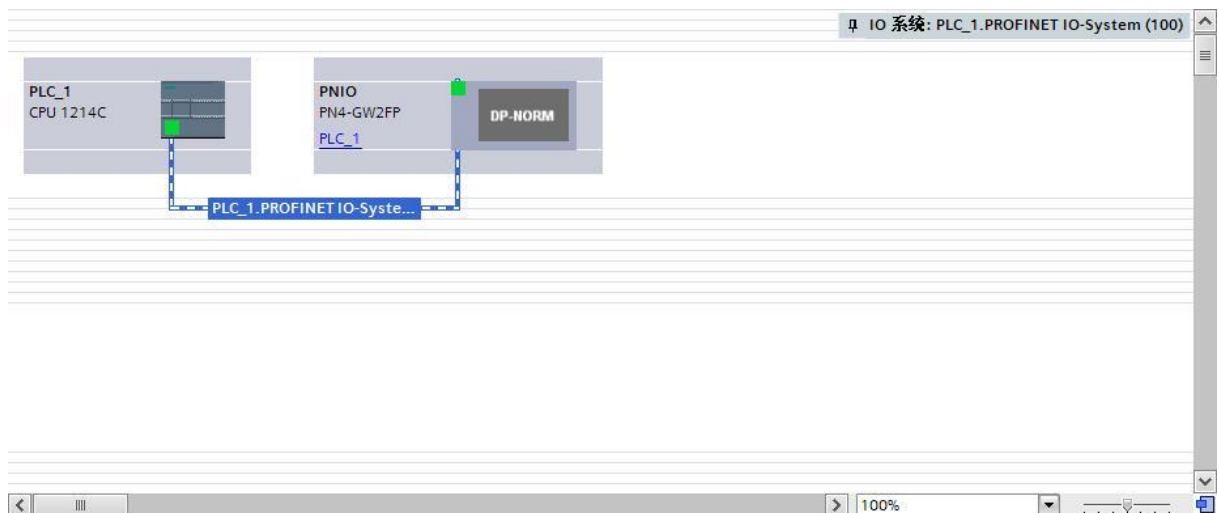 IO 系统: PLC_1.PROFINET IO-System (100)
PLC_1
CPU 1214C
PNIO
PN4-GW2FP
PLC_1
DP-NORM
PLC_1.PROFINET IO-Syste...
100%